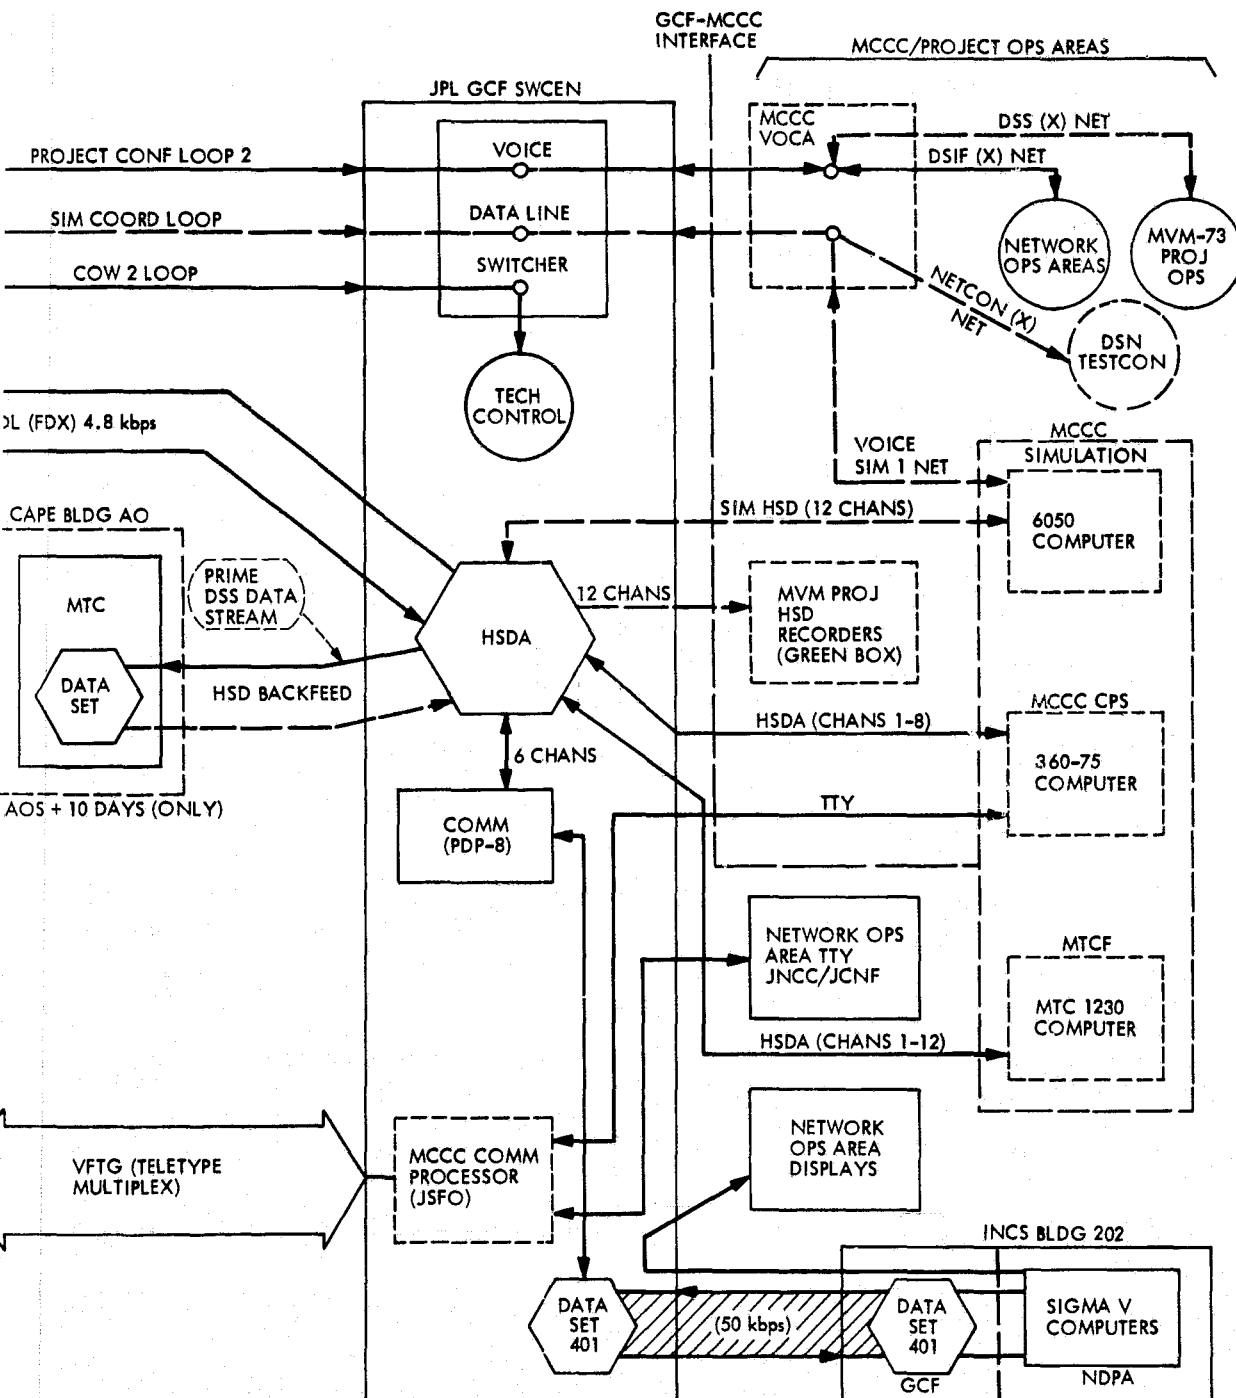 GCF-MCCC
INTERFACE
MCCC/PROJECT OPS AREAS
JPL GCF SWCEN
MCCC
VOCA
DSS (X) NET
PROJECT CONF LOOP 2
VOICE
DSIF (X) NET
SIM COORD LOOP
DATA LINE
NETWORK
OPS AREAS
MVM-73
PROJ
OPS
COW 2 LOOP
SWITCHER
NETCON (X)
NET
DSN
TESTCON
TECH
CONTROL
DL (FDX) 4.8 kbps
VOICE
SIM 1 NET
MCCC
SIMULATION
CAPE BLDG AO
SIM HSD (12 CHANS)
6050
COMPUTER
PRIME
DSS DATA
STREAM
MTC
12 CHANS
MVM PROJ
HSD
RECORDERS
(GREEN BOX)
HSDA
DATA
SET
HSD BACKFEED
MCCC CPS
HSDA (CHANS 1-8)
6 CHANS
360-75
COMPUTER
AOS + 10 DAYS (ONLY)
TTY
COMM
(PDP-8)
NETWORK OPS
AREA TTY
JNCC/JCNF
MTCF
MTC 1230
COMPUTER
HSDA (CHANS 1-12)
NETWORK
OPS AREA
DISPLAYS
VFTG (TELETYPE
MULTIPLEX)
MCCC COMM
PROCESSOR
(JSFO)
INCS BLDG 202
DATA
SET
401
(50 kbps)
DATA
SET
401
SIGMA V
COMPUTERS
GCF
NDPA